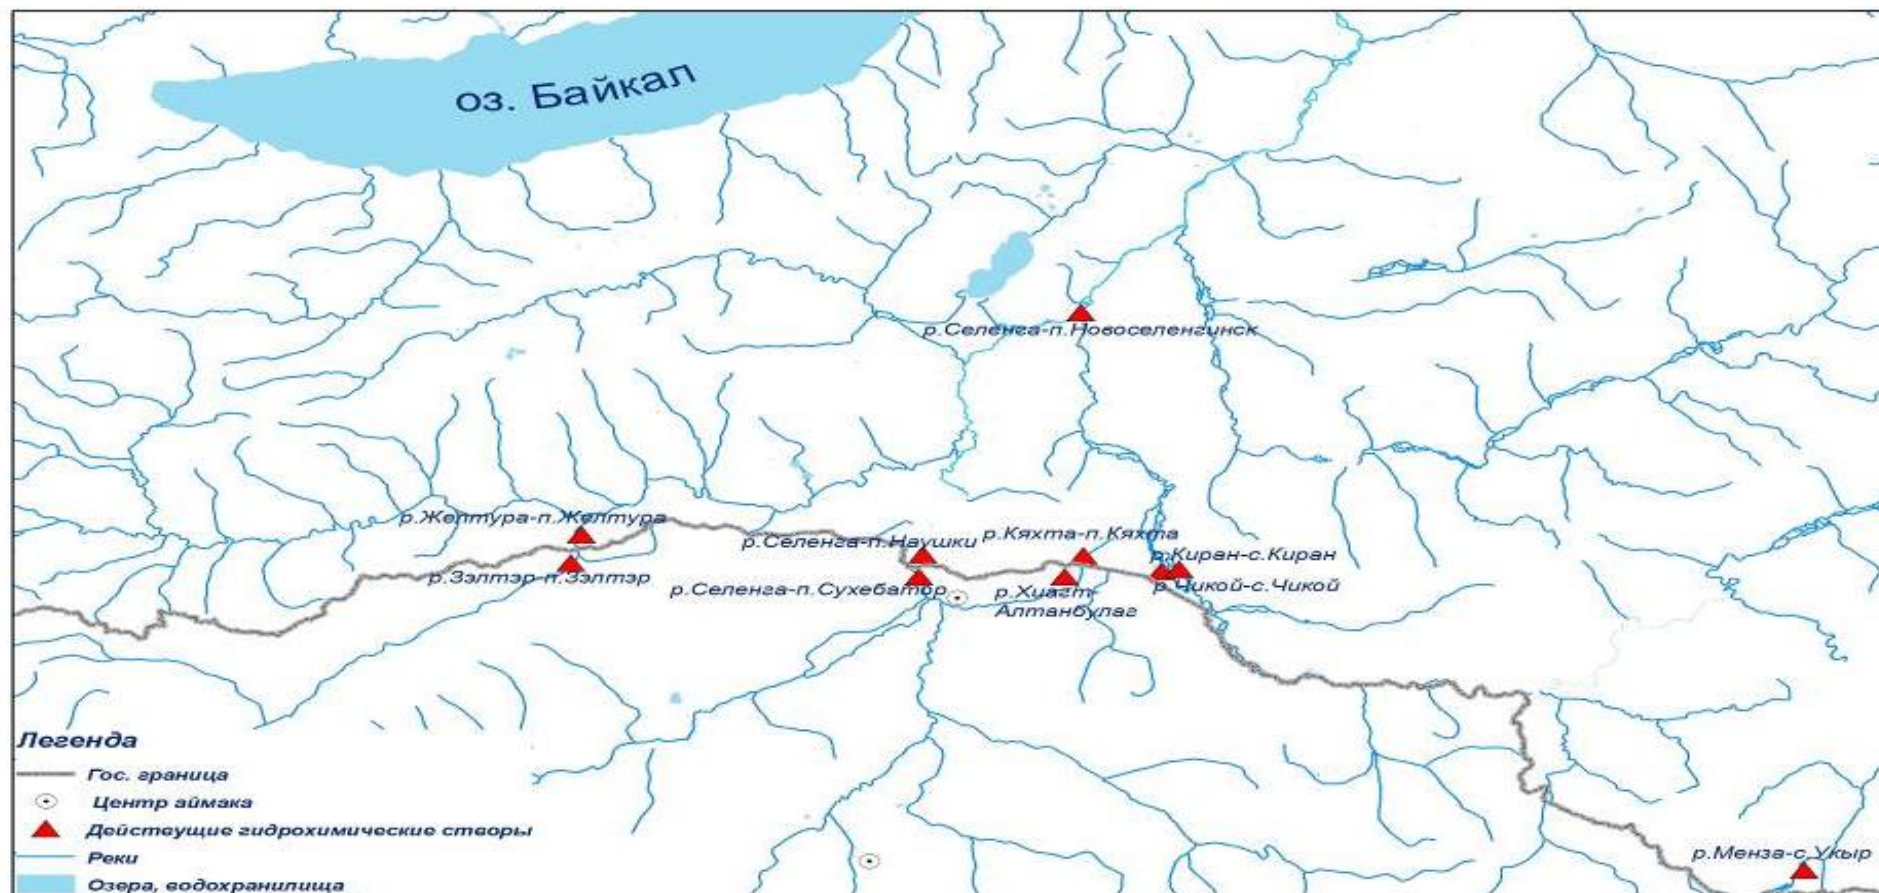 оз. Байкал
р.Селенга-п.Новоселенгинск
р.Желтура-п.Желтура
р.Зэлтэр-п.Зэлтэр
р.Селенга-п.Наушки
р.Селенга-п.Сухебатор
р.Кяхта-п.Кяхта
р.Хиагт-
Алтанбулаг
р.Киран-с.Киран
р.Чикой-с.Чикой
р.Менза-с.Укыр
Легенда
Гос. граница
Центр аймака
Действущие гидрохимические створы
Реки
Озера, водохранилища